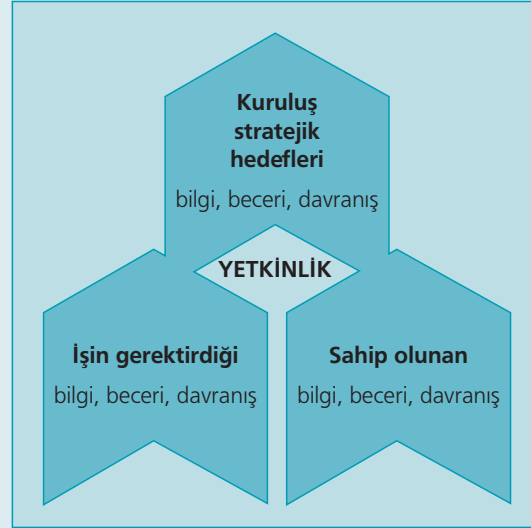 Kuruluş
stratejik
hedefleri
bilgi, beceri, davranış
YETKİNLİK
İşin gerektirdiği
bilgi, beceri, davranış
Sahip olunan
bilgi, beceri, davranış